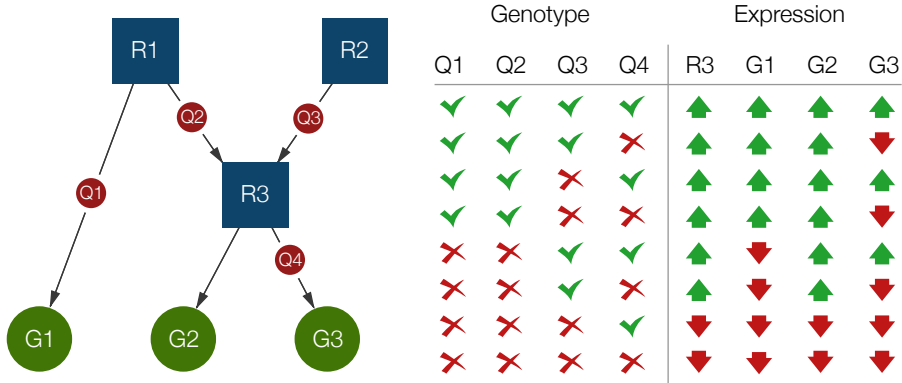 Genotype Expression
R1 R2
Q1 Q2 Q3 Q4 R3 G1 G2 G3
Q2 Q3
R3
Q1
Q4
G1 G2 G3